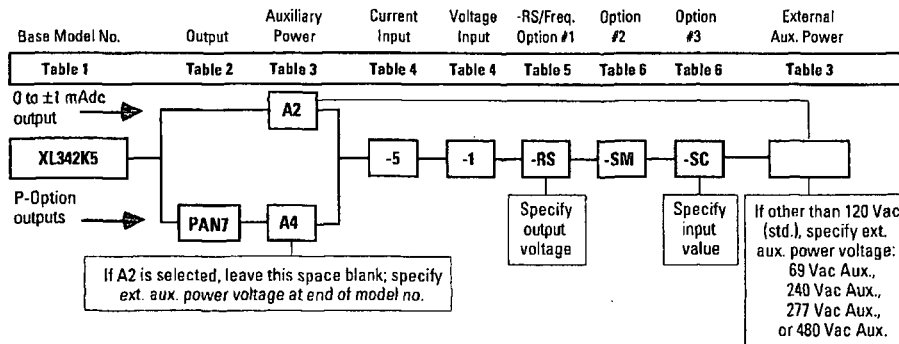 Auxiliary Current Voltage -RS/Freq. Option Option External
Base Model No. Output Power Input Input Option #1 #2 #3 Aux. Power
Table 1 Table 2 Table 3 Table 4 Table 4 Table 5 Table 6 Table 6 Table 3
0 to ±1 mAdc
output
A2
XL342K5
-5
-1
-RS
-SM
-SC
P-Option
outputs
PAN7
A4
Specify
output
voltage
Specify
input
value
If other than 120 Vac
(std.), specify ext.
aux. power voltage:
69 Vac Aux.,
240 Vac Aux.,
277 Vac Aux.,
or 480 Vac Aux.
If A2 is selected, leave this space blank; specify
ext. aux. power voltage at end of model no.